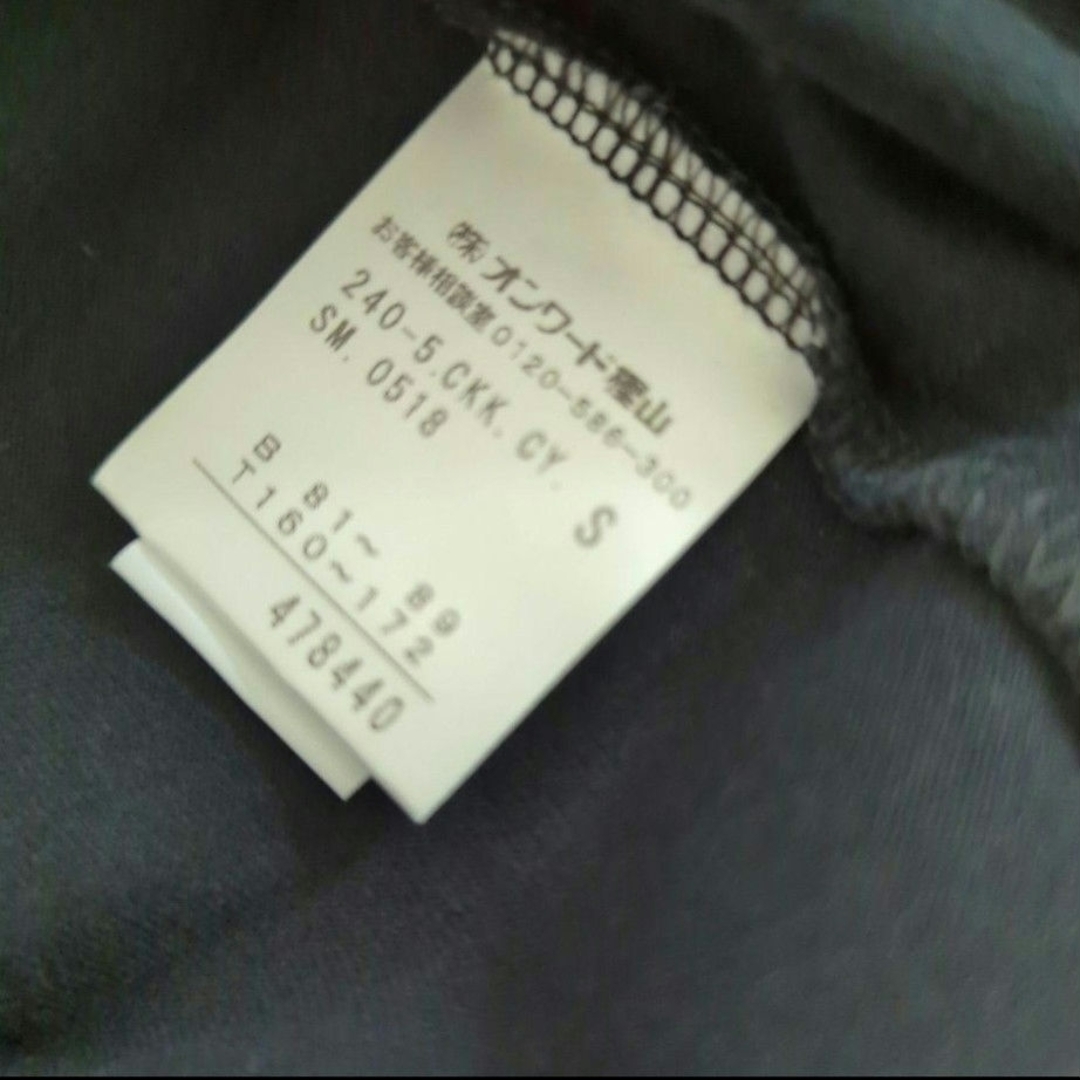 ㈱オンワード樫山
お客様相談室0120-586-300
240-5.CKK.CY. S
SM. 0518
B 81~ 89
T160~172
478440